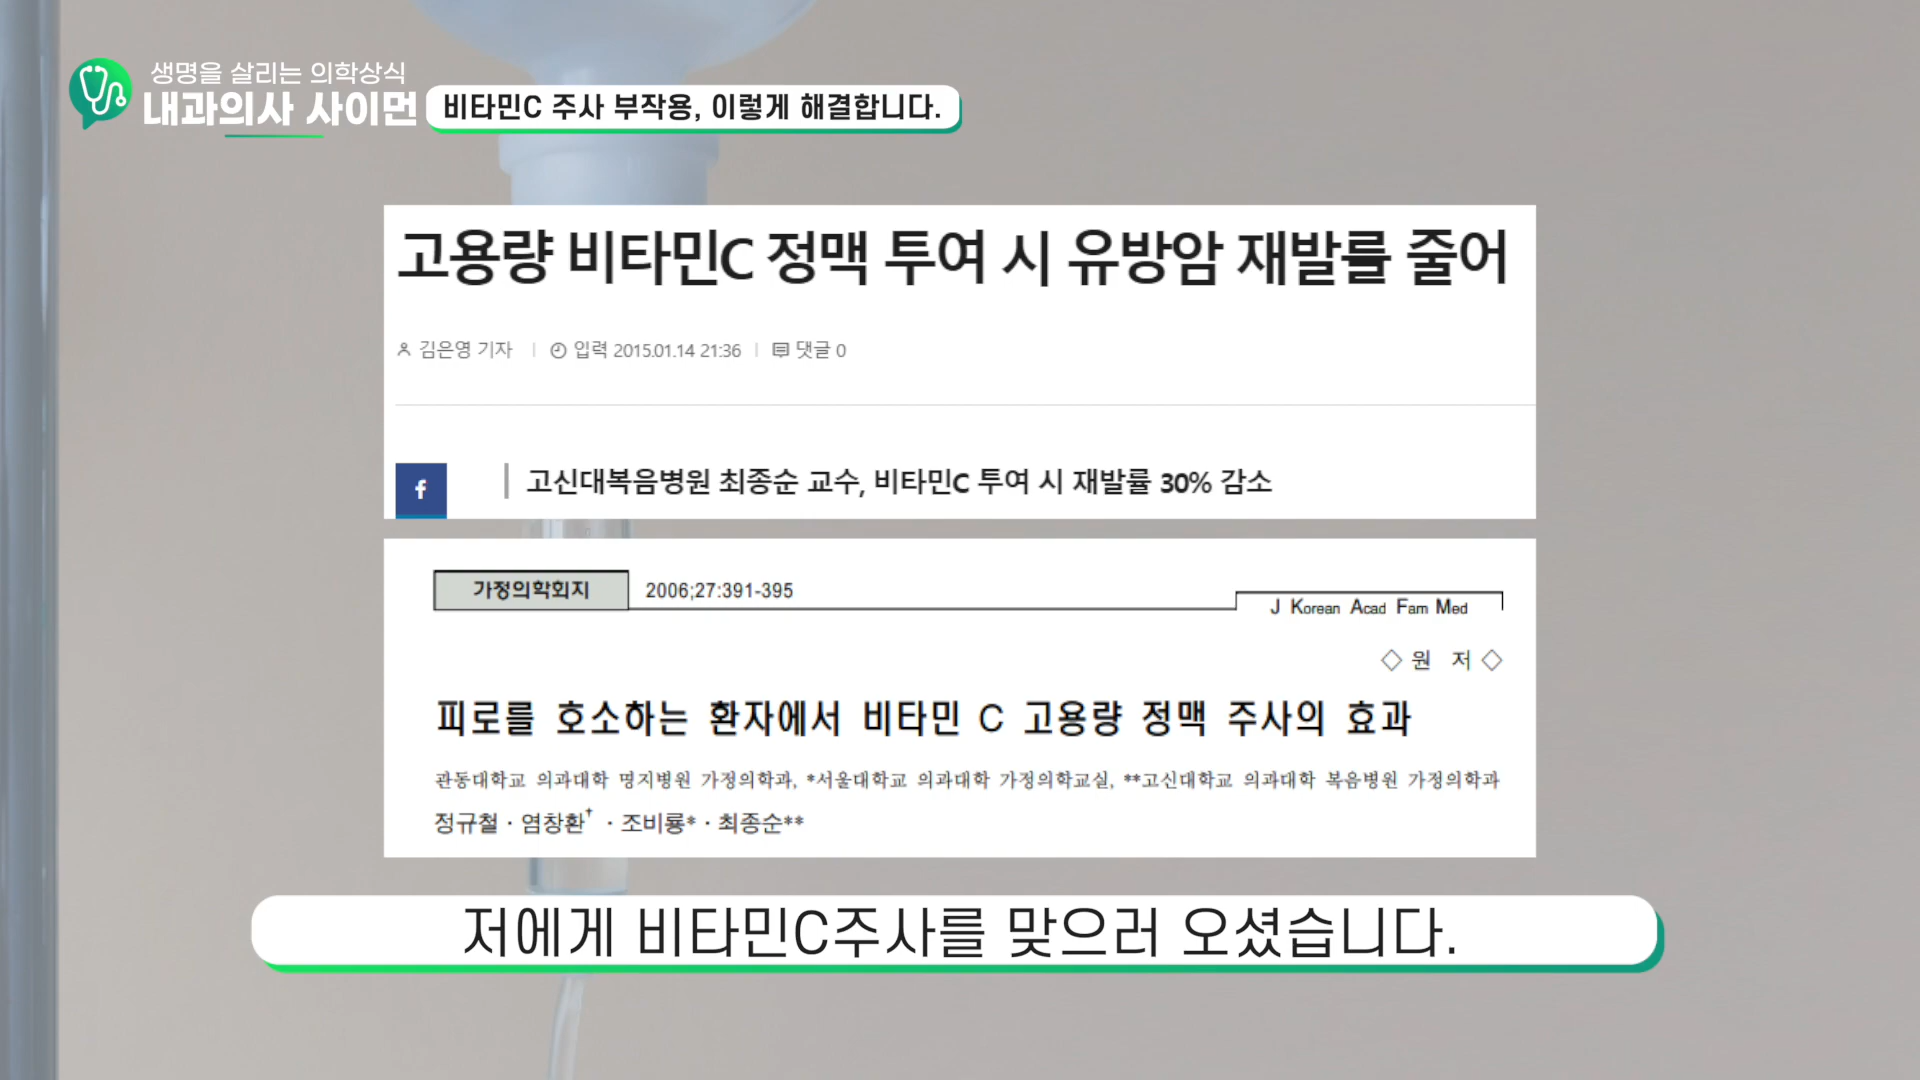 생명을 살리는 의학상식
내과의사 사이먼
비타민C 주사 부작용, 이렇게 해결합니다.
고용량 비타민C 정맥 투여 시 유방암 재발률 줄어
김은영 기자 입력 2015.01.14 21:36 댓글 0
f
고신대복음병원 최종순 교수, 비타민C 투여 시 재발률 30% 감소
가정의학회지 2006;27:391-395
J Korean Acad Fam Med
◇ 원 저 ◇
피로를 호소하는 환자에서 비타민 C 고용량 정맥 주사의 효과
관동대학교 의과대학 명지병원 가정의학과, *서울대학교 의과대학 가정의학교실, **고신대학교 의과대학 복음병원 가정의학과
정규철 · 염창환† · 조비룡* · 최종순**
저에게 비타민C주사를 맞으러 오셨습니다.